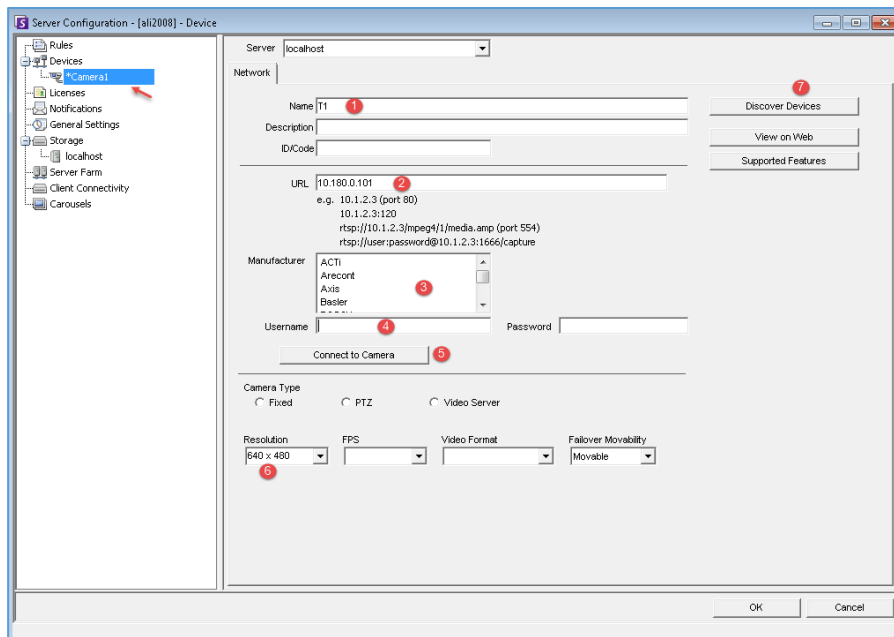 Server Configuration - [ali2008] - Device
Rules
Devices
*Camera1
Licenses
Notifications
General Settings
Storage
localhost
Server Farm
Client Connectivity
Carousels
Server localhost
Network
Name T1 1
Description
ID/Code
7
Discover Devices
View on Web
Supported Features
URL 10.180.0.101 2
e.g. 10.1.2.3 (port 80)
10.1.2.3:120
rtsp://10.1.2.3/mpeg4/1/media.amp (port 554)
rtsp://user:password@10.1.2.3:1666/capture
Manufacturer ACTi
Arecont
Axis 3
Basler
Username 4 Password
Connect to Camera 5
Camera Type
Fixed PTZ Video Server
Resolution FPS Video Format Failover Movability
640 x 480 Movable
6
OK Cancel